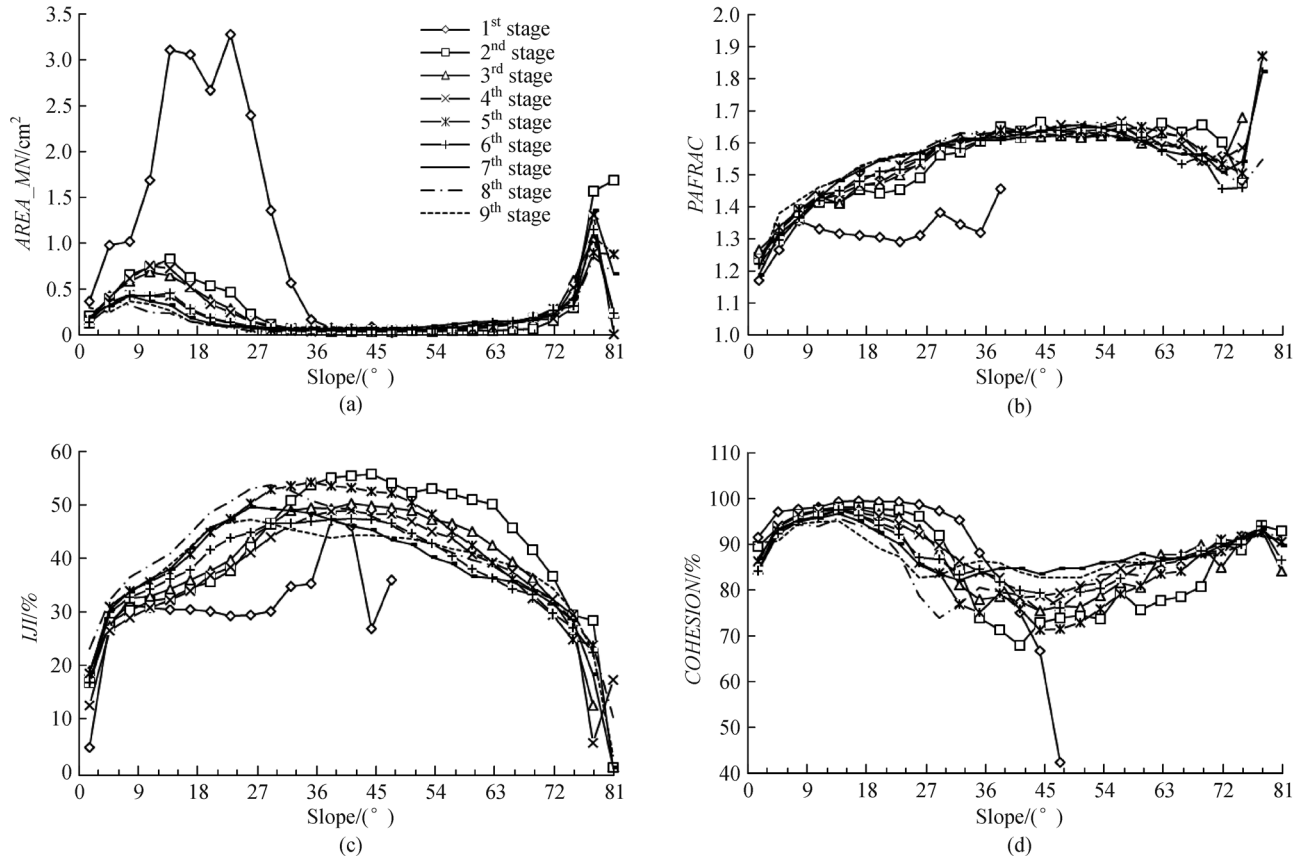 3.5
3.0
2.5
2.0
1.5
1.0
0.5
0
AREA_MN/cm²
0 9 18 27 36 45 54 63 72 81
Slope/(° )
(a)
1st stage
2nd stage
3rd stage
4th stage
5th stage
6th stage
7th stage
8th stage
9th stage
2.0
1.9
1.8
1.7
1.6
1.5
1.4
1.3
1.2
1.1
1.0
PAFRAC
0 9 18 27 36 45 54 63 72 81
Slope/(° )
(b)
60
50
40
30
20
10
0
IJI/%
0 9 18 27 36 45 54 63 72 81
Slope/(° )
(c)
110
100
90
80
70
60
50
40
COHESION/%
0 9 18 27 36 45 54 63 72 81
Slope/(° )
(d)